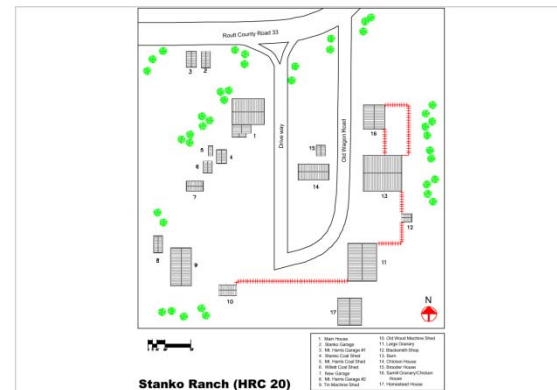 Routt County Road 33
3
2
1
5
4
6
7
8
9
10
Drive way
Old Wagon Road
15
14
16
13
12
11
17
N
Stanko Ranch (HRC 20)
1. Main House
2. Stanko Garage
3. Mt. Harris Garage #1
4. Stanko Coal Shed
5. Mt. Harris Coal Shed
6. Willett Coal Shed
7. New Garage
8. Mt. Harris Garage #2
9. Tin Machine Shed
10. Old Wood Machine Shed
11. Large Granary
12. Blacksmith Shop
13. Barn
14. Chicken House
15. Brooder House
16. Sawmill Granary/Chicken
House
17. Homestead House